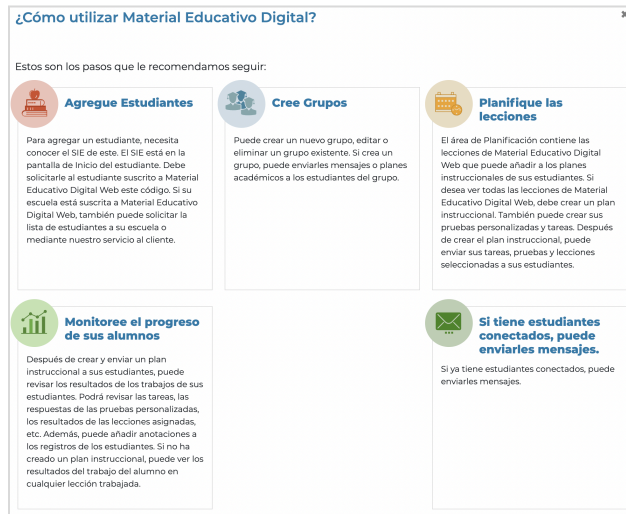 ¿Cómo utilizar Material Educativo Digital?
Estos son los pasos que le recomendamos seguir:
Agregue Estudiantes
Para agregar un estudiante, necesita
conocer el SIE de este. El SIE está en la
pantalla de Inicio del estudiante. Debe
solicitarle al estudiante suscrito a Material
Educativo Digital Web este código. Si su
escuela está suscrita a Material Educativo
Digital Web, también puede solicitar la
lista de estudiantes a su escuela o
mediante nuestro servicio al cliente.
Cree Grupos
Puede crear un nuevo grupo, editar o
eliminar un grupo existente. Si crea un
grupo, puede enviarles mensajes o planes
académicos a los estudiantes del grupo.
Planifique las
lecciones
El área de Planificación contiene las
lecciones de Material Educativo Digital
Web que puede añadir a los planes
instruccionales de sus estudiantes. Si
desea ver todas las lecciones de Material
Educativo Digital Web, debe crear un plan
instruccional. También puede crear sus
pruebas personalizadas y tareas. Después
de crear el plan instruccional, puede
enviar sus tareas, pruebas y lecciones
seleccionadas a sus estudiantes.
Monitoree el progreso
de sus alumnos
Después de crear y enviar un plan
instruccional a sus estudiantes, puede
revisar los resultados de los trabajos de sus
estudiantes. Podrá revisar las tareas, las
respuestas de las pruebas personalizadas,
los resultados de las lecciones asignadas,
etc. Además, puede añadir anotaciones a
los registros de los estudiantes. Si no ha
creado un plan instruccional, puede ver los
resultados del trabajo del alumno en
cualquier lección trabajada.
Si tiene estudiantes
conectados, puede
enviarles mensajes.
Si ya tiene estudiantes conectados, puede
enviarles mensajes.